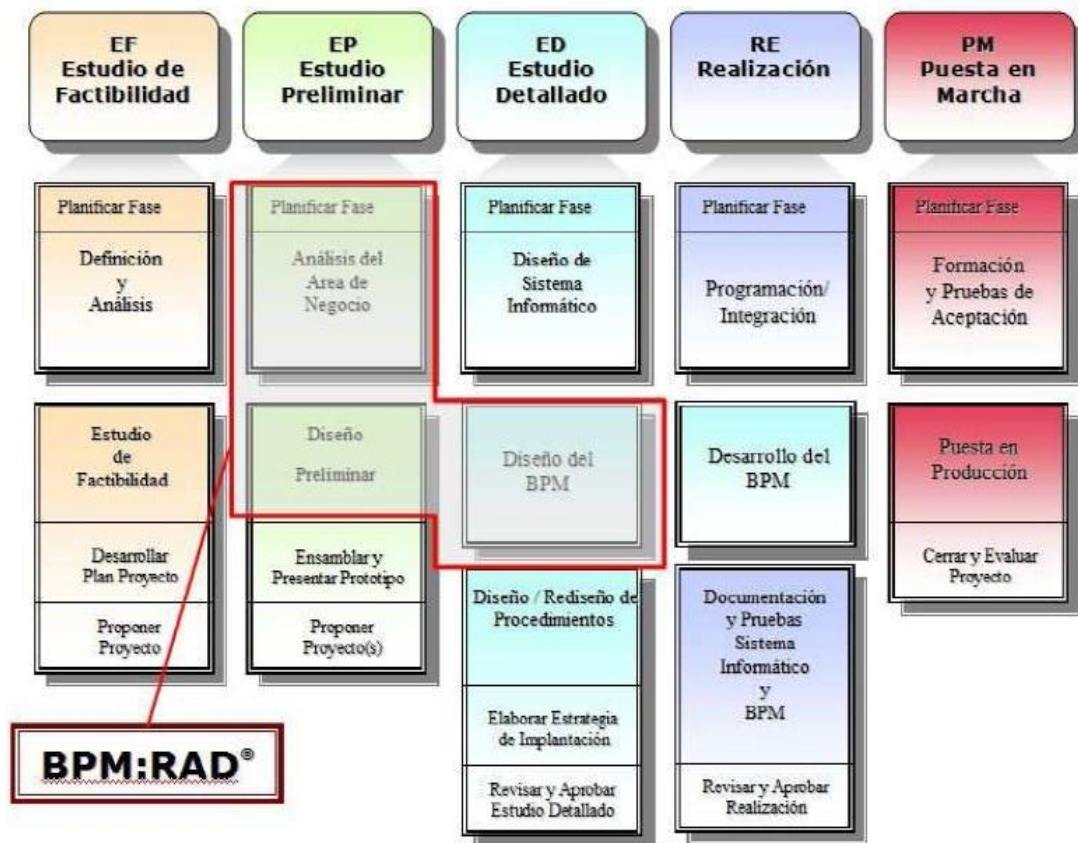 EF
Estudio de
Factibilidad
EP
Estudio
Preliminar
ED
Estudio
Detallado
RE
Realización
PM
Puesta en
Marcha
Planificar Fase
Definición
y
Análisis
Estudio
de
Factibilidad
Desarrollar
Plan Proyecto
Proponer
Proyecto
Planificar Fase
Análisis del
Area de
Negocio
Diseño
Preliminar
Ensamblar y
Presentar Prototipo
Proponer
Proyecto(s)
Planificar Fase
Diseño de
Sistema
Informático
Diseño del
BPM
Diseño / Rediseño de
Procedimientos
Elaborar Estrategia
de Implantación
Revisar y Aprobar
Estudio Detallado
Planificar Fase
Programación/
Integración
Desarrollo del
BPM
Documentación
y Pruebas
Sistema
Informático
y
BPM
Revisar y Aprobar
Realización
Planificar Fase
Formación
y Pruebas de
Aceptación
Puesta en
Producción
Cerrar y Evaluar
Proyecto
BPM:RAD®